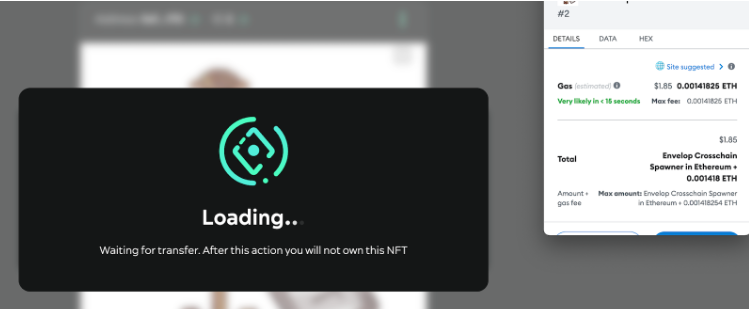 #2
DETAILS DATA HEX
Site suggested >
Gas (estimated) $1.85 0.00141825 ETH
Very likely in < 15 seconds Max fee: 0.00141825 ETH
$1.85
Total Envelop Crosschain
Spawner in Ethereum +
0.001418 ETH
Amount + Max amount: Envelop Crosschain Spawner
gas fee in Ethereum + 0.00141825 ETH
Loading...
Waiting for transfer. After this action you will not own this NFT